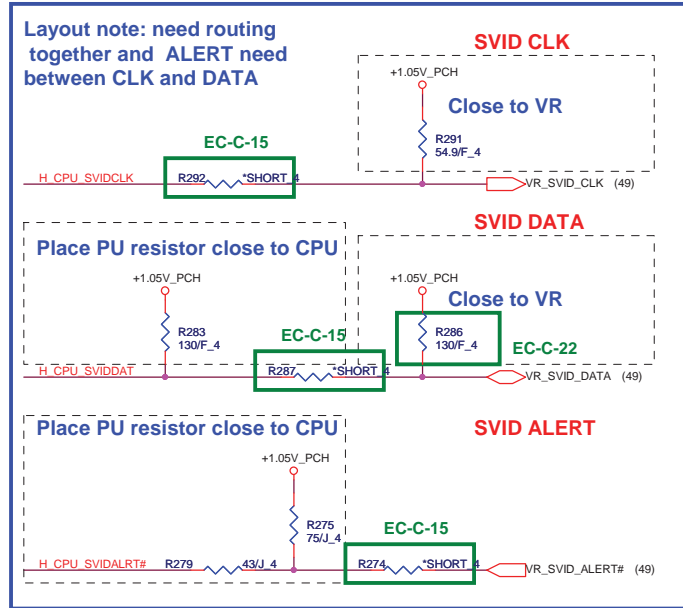 Layout note: need routing
together and ALERT need
between CLK and DATA
SVID CLK
+1.05V_PCH
Close to VR
R291
54.9/F_4
EC-C-15
H_CPU_SVIDCLK
R292
*SHORT_4
VR_SVID_CLK (49)
SVID DATA
Place PU resistor close to CPU
+1.05V_PCH
+1.05V_PCH
Close to VR
R283
130/F_4
EC-C-15
R286
130/F_4
EC-C-22
H_CPU_SVIDDAT
R287
*SHORT_4
VR_SVID_DATA (49)
Place PU resistor close to CPU
SVID ALERT
+1.05V_PCH
R275
75/J_4
EC-C-15
H_CPU_SVIDALRT#
R279
43/J_4
R274
*SHORT_4
VR_SVID_ALERT# (49)